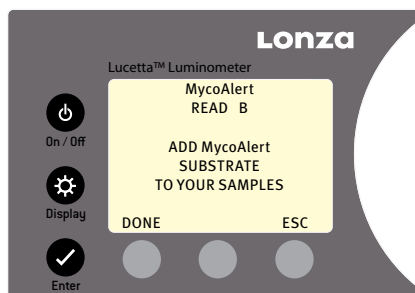 Lonza
Lucetta™ Luminometer
MycoAlert
READ B
ADD MycoAlert
SUBSTRATE
TO YOUR SAMPLES
DONE ESC
On / Off
Display
Enter